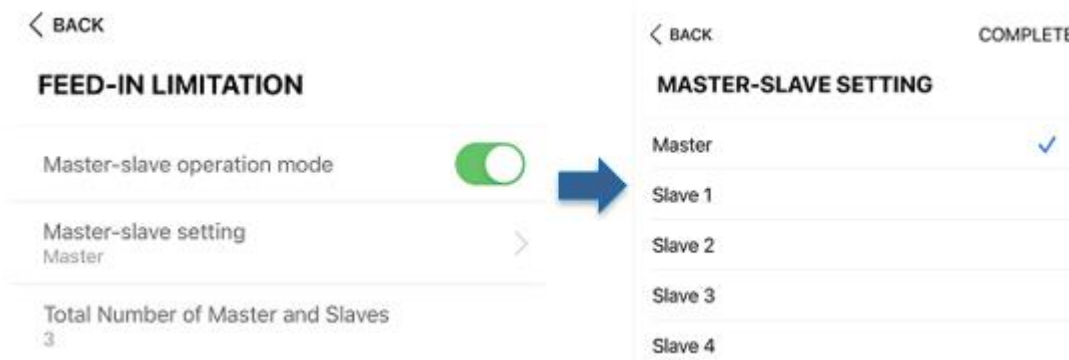 BACK
FEED-IN LIMITATION
Master-slave operation mode
Master-slave setting
Master
Total Number of Master and Slaves
3
BACK
COMPLETE
MASTER-SLAVE SETTING
Master
Slave 1
Slave 2
Slave 3
Slave 4